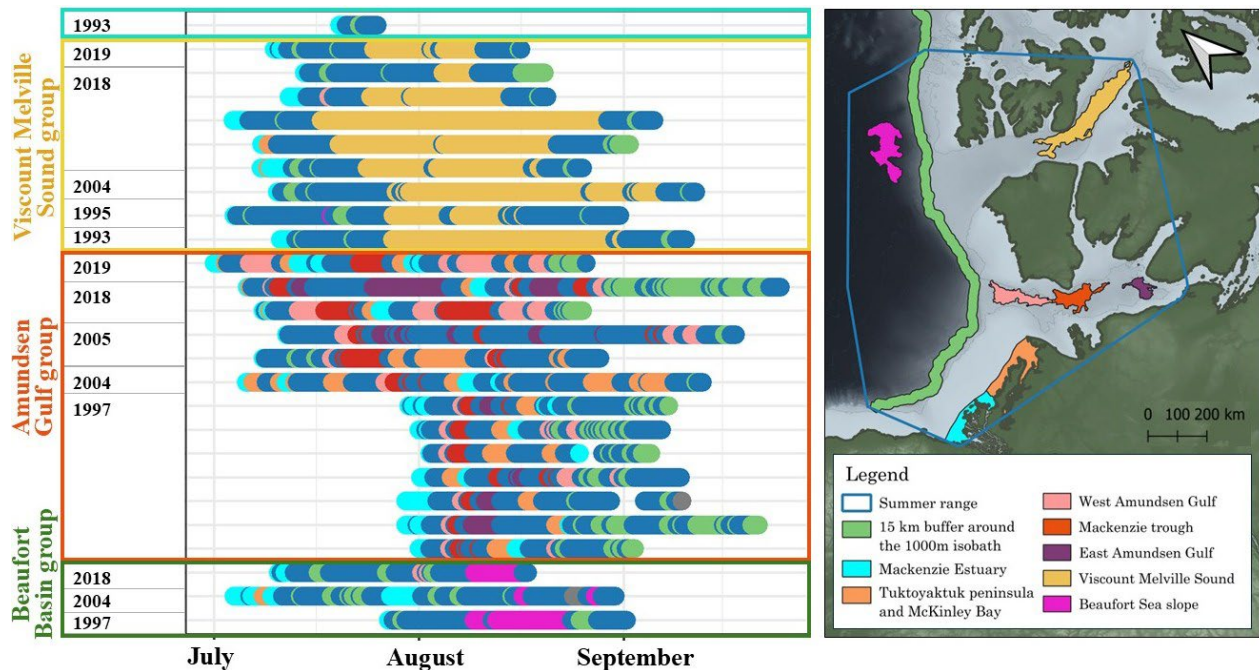 Viscount Melville
Sound group
Amundsen
Gulf group
Beaufort
Basin group
1993
2019
2018
2004
1995
1993
2019
2018
2005
2004
1997
2018
2004
1997
July
August
September
0 100 200 km
Legend
Summer range
15 km buffer around
the 1000m isobath
Mackenzie Estuary
Tuktoyaktuk peninsula
and McKinley Bay
West Amundsen Gulf
Mackenzie trough
East Amundsen Gulf
Viscount Melville Sound
Beaufort Sea slope